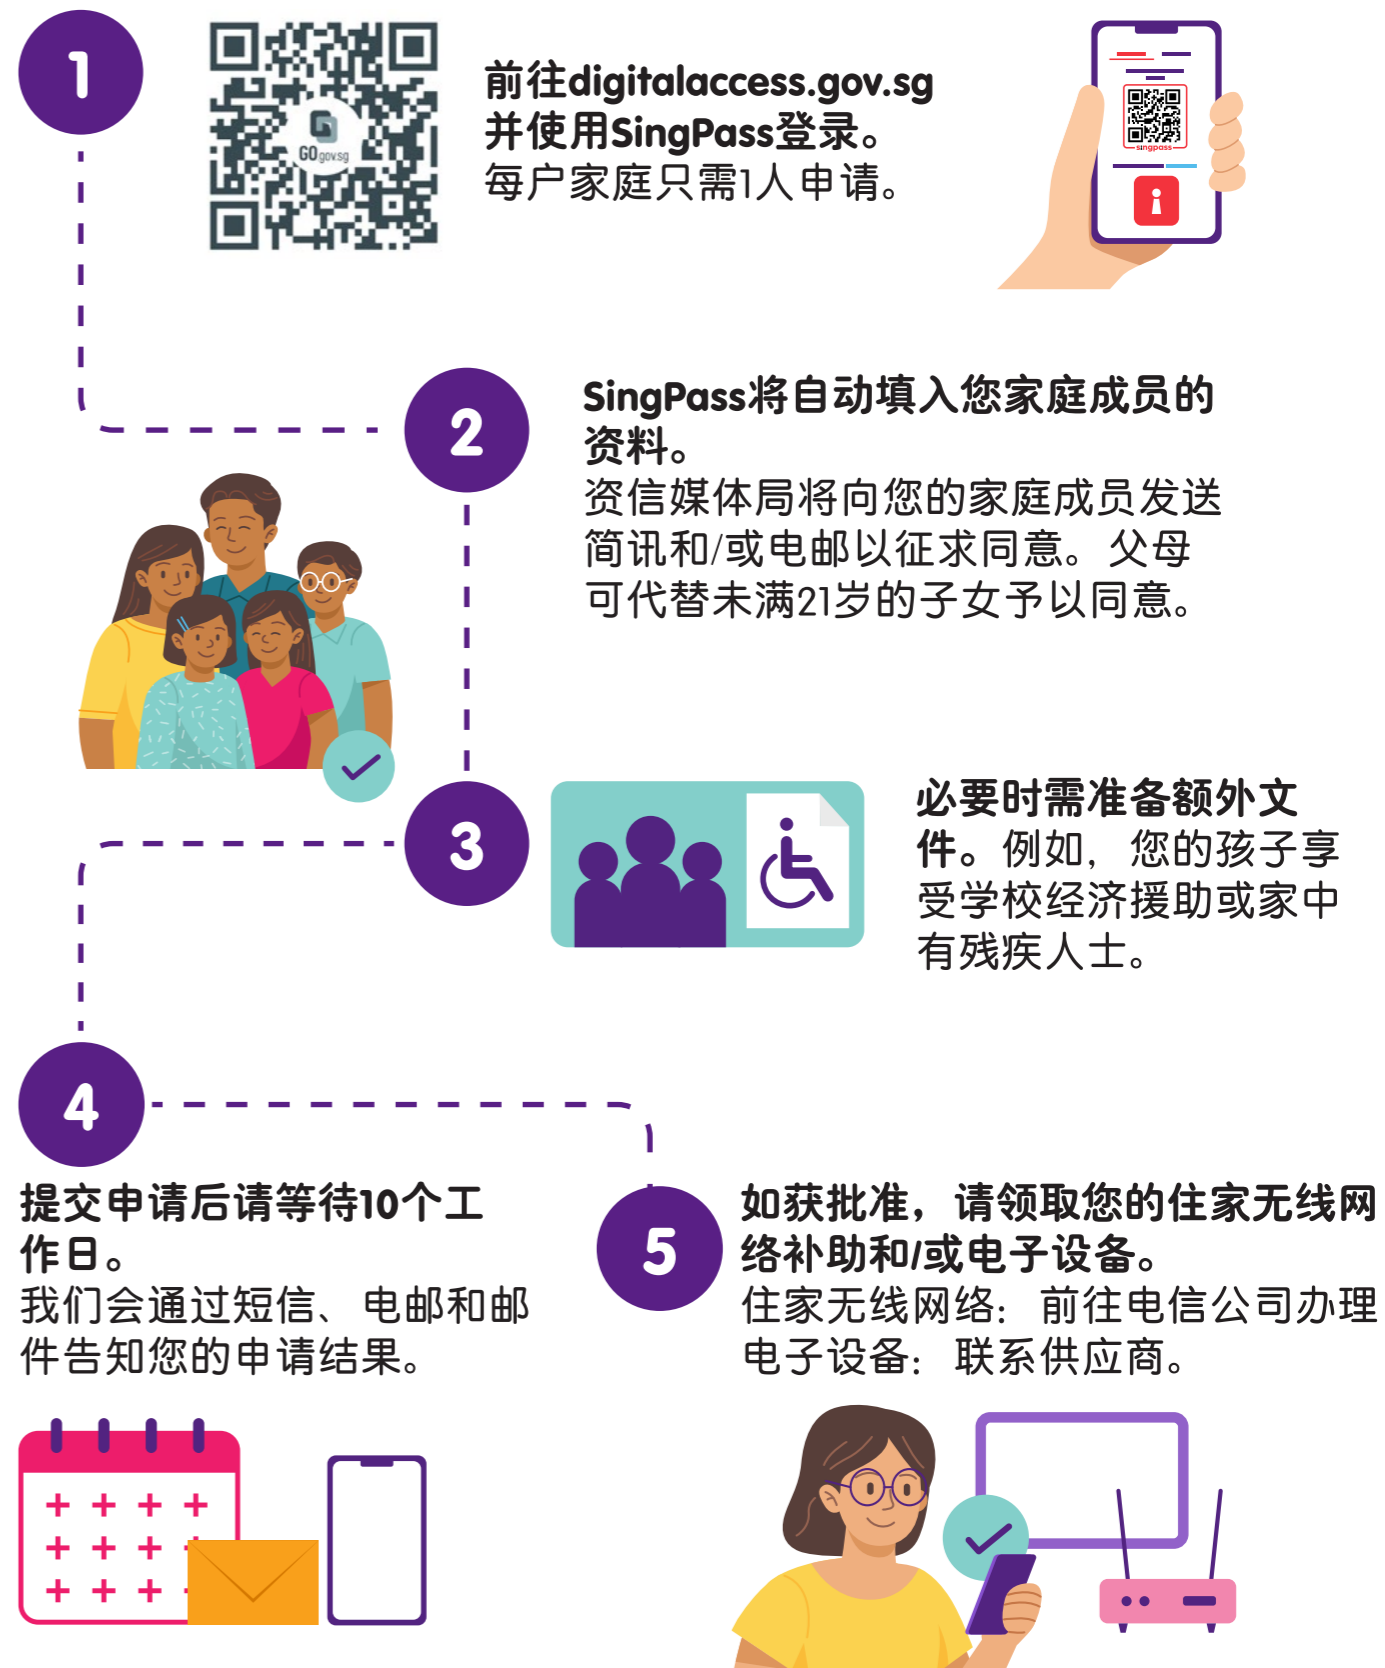 1
GOgov.sg
前往digitalaccess.gov.sg
并使用SingPass登录。
每户家庭只需1人申请。
singpass
2
SingPass将自动填入您家庭成员的
资料。
资信媒体局将向您的家庭成员发送
简讯和/或电邮以征求同意。父母
可代替未满21岁的子女予以同意。
3
必要时需准备额外文
件。例如，您的孩子享
受学校经济援助或家中
有残疾人士。
4
提交申请后请等待10个工
作日。
我们会通过短信、电邮和邮
件告知您的申请结果。
5
如获批准，请领取您的住家无线网
络补助和/或电子设备。
住家无线网络：前往电信公司办理
电子设备：联系供应商。